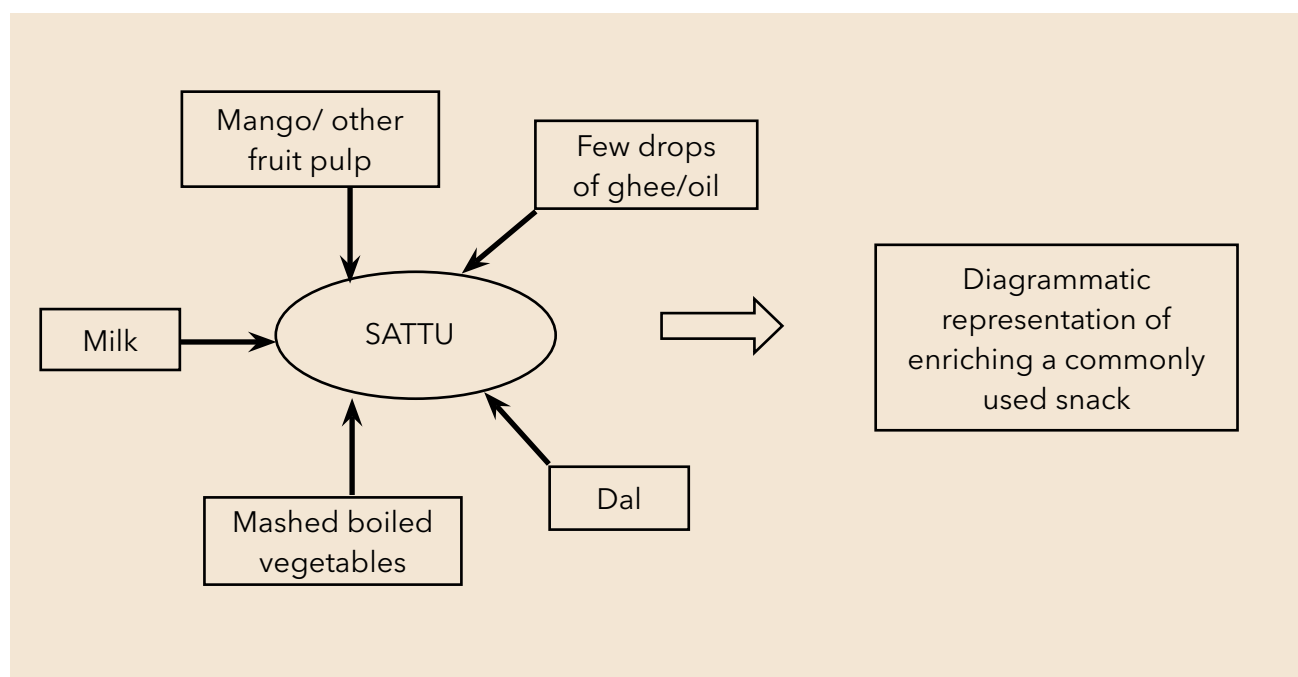 Mango/ other
fruit pulp
Few drops
of ghee/oil
Milk
SATTU
Diagrammatic
representation of
enriching a commonly
used snack
Mashed boiled
vegetables
Dal